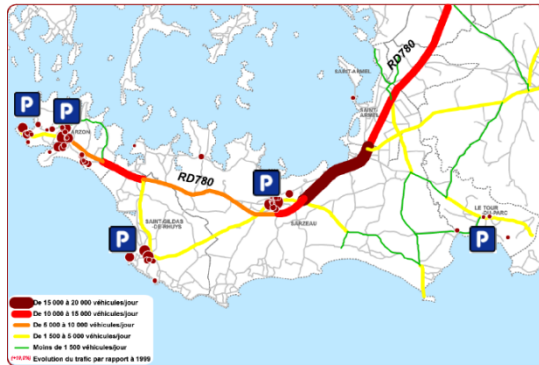 P
P
ARZON
RD780
SAINT-ARMEL
SAINT-
ARMEL
RD780
P
SARZEAU
SAINT-GILDAS
DE RHUYS
P
LE TOUR
DU-PARC
P
De 15 000 à 20 000 véhicules/jour
De 10 000 à 15 000 véhicules/jour
De 5 000 à 10 000 véhicules/jour
De 1 500 à 5 000 véhicules/jour
Moins de 1 500 véhicules/jour
Evolution du trafic par rapport à 1999